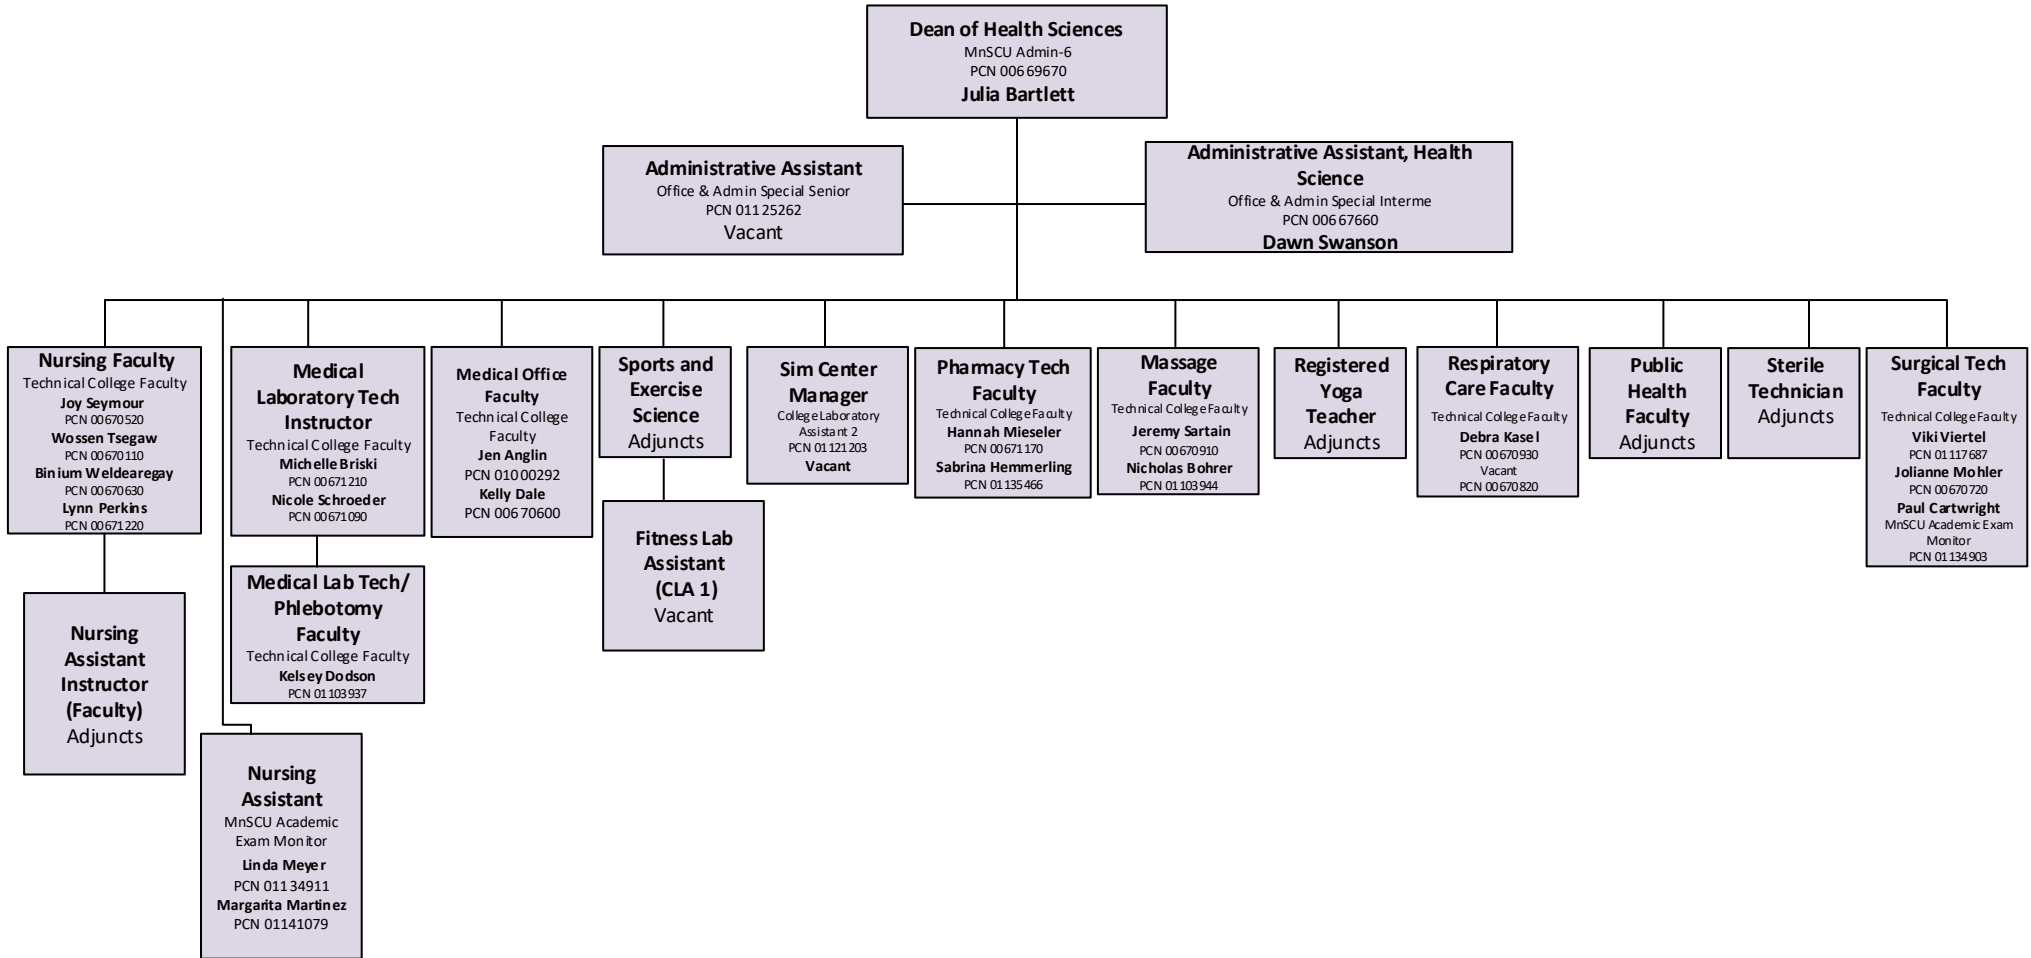 Dean of Health Sciences
MnSCU Admin-6
PCN 00669670
Julia Bartlett
Administrative Assistant
Office & Admin Special Senior
PCN 01125262
Vacant
Administrative Assistant, Health
Science
Office & Admin Special Interme
PCN 00667660
Dawn Swanson
Nursing Faculty
Technical College Faculty
Joy Seymour
PCN 00670520
Wossen Tsegaw
PCN 00670110
Binium Weldearegay
PCN 00670630
Lynn Perkins
PCN 00671220
Medical
Laboratory Tech
Instructor
Technical College Faculty
Michelle Briski
PCN 00671210
Nicole Schroeder
PCN 00671090
Medical Office
Faculty
Technical College
Faculty
Jen Anglin
PCN 01000292
Kelly Dale
PCN 00670600
Sports and
Exercise
Science
Adjuncts
Sim Center
Manager
College Laboratory
Assistant 2
PCN 01121203
Vacant
Pharmacy Tech
Faculty
Technical College Faculty
Hannah Mieseler
PCN 00671170
Sabrina Hemmerling
PCN 01135466
Massage
Faculty
Technical College Faculty
Jeremy Sartain
PCN 00670910
Nicholas Bohrer
PCN 01103944
Registered
Yoga
Teacher
Adjuncts
Respiratory
Care Faculty
Technical College Faculty
Debra Kasel
PCN 00670930
Vacant
PCN 00670820
Public
Health
Faculty
Adjuncts
Sterile
Technician
Adjuncts
Surgical Tech
Faculty
Technical College Faculty
Viki Viertel
PCN 01117687
Jolianne Mohler
PCN 00670720
Paul Cartwright
MnSCU Academic Exam
Monitor
PCN 01134903
Nursing
Assistant
Instructor
(Faculty)
Adjuncts
Medical Lab Tech/
Phlebotomy
Faculty
Technical College Faculty
Kelsey Dodson
PCN 01103937
Fitness Lab
Assistant
(CLA 1)
Vacant
Nursing
Assistant
MnSCU Academic
Exam Monitor
Linda Meyer
PCN 01134911
Margarita Martinez
PCN 01141079